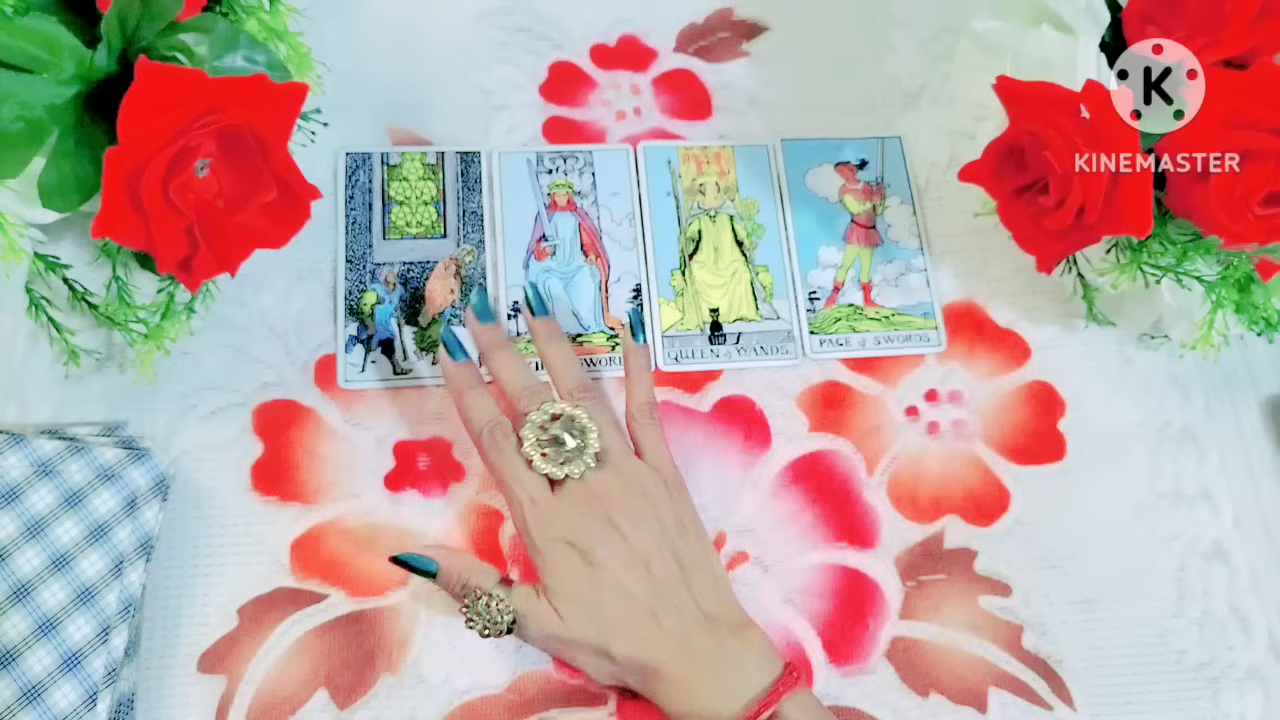 K
KINEMASTER
QUEEN of WANDS.
PAGE of SWORDS.